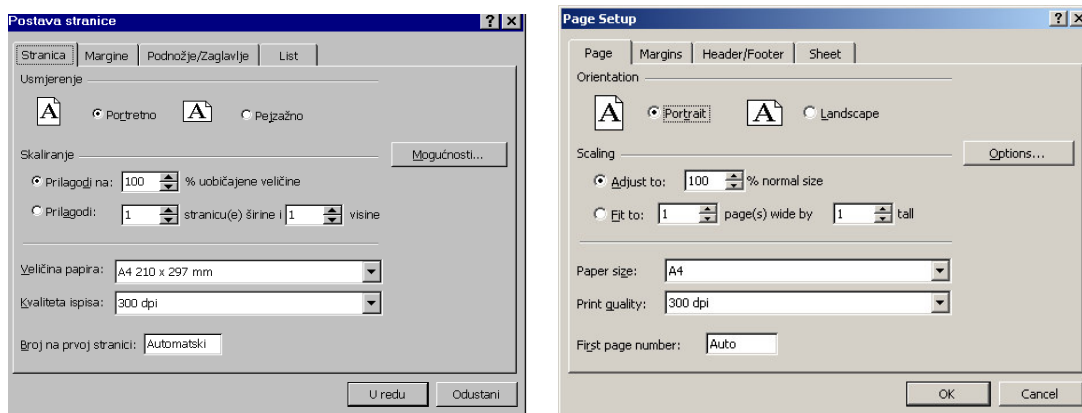 Postava stranice
Stranica Margine Podnožje/Zaglavlje List
Usmjerenje
A Portretno A Pejzažno
Skaliranje
Mogućnosti...
Prilagodi na: 100 % uobičajene veličine
Prilagodi: 1 stranicu(e) širine i 1 visine
Veličina papira: A4 210 x 297 mm
Kvaliteta ispisa: 300 dpi
Broj na prvoj stranici: Automatski
U redu Odustani
Page Setup
Page Margins Header/Footer Sheet
Orientation
A Portrait A Landscape
Scaling
Options...
Adjust to: 100 % normal size
Fit to: 1 page(s) wide by 1 tall
Paper size: A4
Print quality: 300 dpi
First page number: Auto
OK Cancel